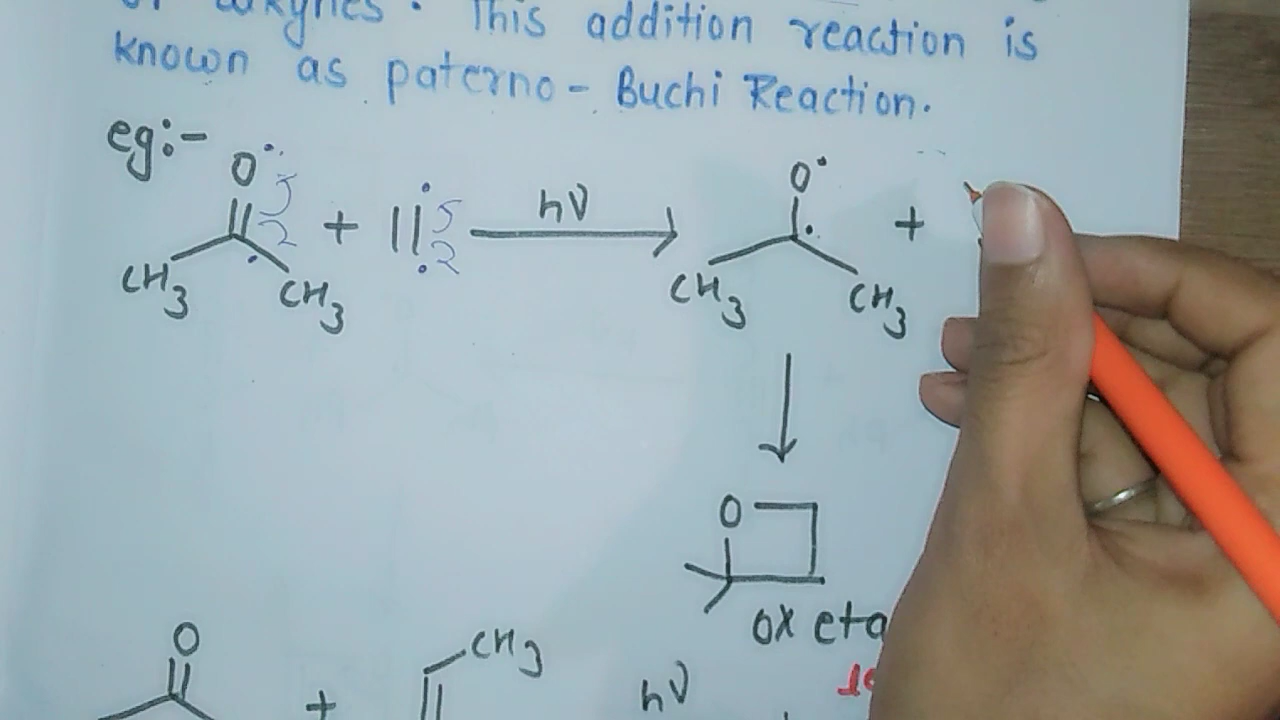 of alkynes. This addition reaction is
known as paterno - Buchi Reaction.
eg:-
O O
+ hν +
CH3 CH3 CH3 CH3
O
oxeta
O CH3
+ hν